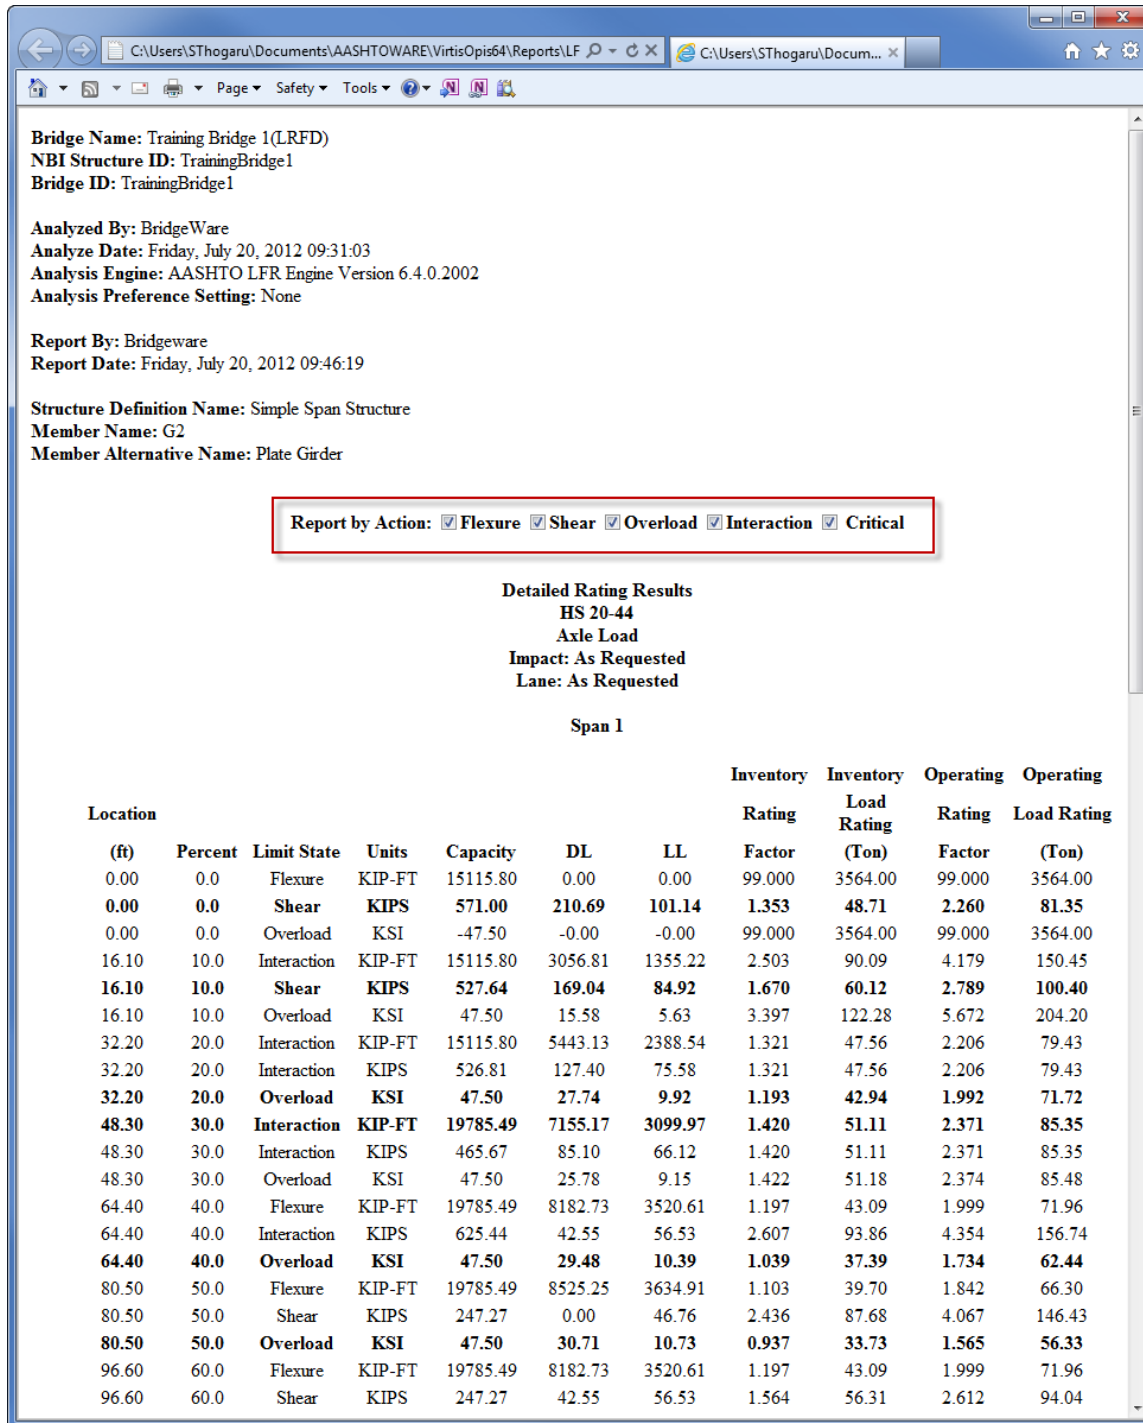 C:\Users\SThogaru\Documents\AASHTOWARE\VirtisOpis64\Reports\LF
C:\Users\SThogaru\Docum...
Page Safety Tools
Bridge Name: Training Bridge 1(LRFD)
NBI Structure ID: TrainingBridge1
Bridge ID: TrainingBridge1
Analyzed By: BridgeWare
Analyze Date: Friday, July 20, 2012 09:31:03
Analysis Engine: AASHTO LFR Engine Version 6.4.0.2002
Analysis Preference Setting: None
Report By: Bridgeware
Report Date: Friday, July 20, 2012 09:46:19
Structure Definition Name: Simple Span Structure
Member Name: G2
Member Alternative Name: Plate Girder
Report by Action: Flexure Shear Overload Interaction Critical
Detailed Rating Results
HS 20-44
Axle Load
Impact: As Requested
Lane: As Requested
Span 1
Inventory Inventory Operating Operating
Location Rating Load Rating Rating Load Rating
(ft) Percent Limit State Units Capacity DL LL Factor (Ton) Factor (Ton)
0.00 0.0 Flexure KIP-FT 15115.80 0.00 0.00 99.000 3564.00 99.000 3564.00
0.00 0.0 Shear KIPS 571.00 210.69 101.14 1.353 48.71 2.260 81.35
0.00 0.0 Overload KSI -47.50 -0.00 -0.00 99.000 3564.00 99.000 3564.00
16.10 10.0 Interaction KIP-FT 15115.80 3056.81 1355.22 2.503 90.09 4.179 150.45
16.10 10.0 Shear KIPS 527.64 169.04 84.92 1.670 60.12 2.789 100.40
16.10 10.0 Overload KSI 47.50 15.58 5.63 3.397 122.28 5.672 204.20
32.20 20.0 Interaction KIP-FT 15115.80 5443.13 2388.54 1.321 47.56 2.206 79.43
32.20 20.0 Interaction KIPS 526.81 127.40 75.58 1.321 47.56 2.206 79.43
32.20 20.0 Overload KSI 47.50 27.74 9.92 1.193 42.94 1.992 71.72
48.30 30.0 Interaction KIP-FT 19785.49 7155.17 3099.97 1.420 51.11 2.371 85.35
48.30 30.0 Interaction KIPS 465.67 85.10 66.12 1.420 51.11 2.371 85.35
48.30 30.0 Overload KSI 47.50 25.78 9.15 1.422 51.18 2.374 85.48
64.40 40.0 Flexure KIP-FT 19785.49 8182.73 3520.61 1.197 43.09 1.999 71.96
64.40 40.0 Interaction KIPS 625.44 42.55 56.53 2.607 93.86 4.354 156.74
64.40 40.0 Overload KSI 47.50 29.48 10.39 1.039 37.39 1.734 62.44
80.50 50.0 Flexure KIP-FT 19785.49 8525.25 3634.91 1.103 39.70 1.842 66.30
80.50 50.0 Shear KIPS 247.27 0.00 46.76 2.436 87.68 4.067 146.43
80.50 50.0 Overload KSI 47.50 30.71 10.73 0.937 33.73 1.565 56.33
96.60 60.0 Flexure KIP-FT 19785.49 8182.73 3520.61 1.197 43.09 1.999 71.96
96.60 60.0 Shear KIPS 247.27 42.55 56.53 1.564 56.31 2.612 94.04